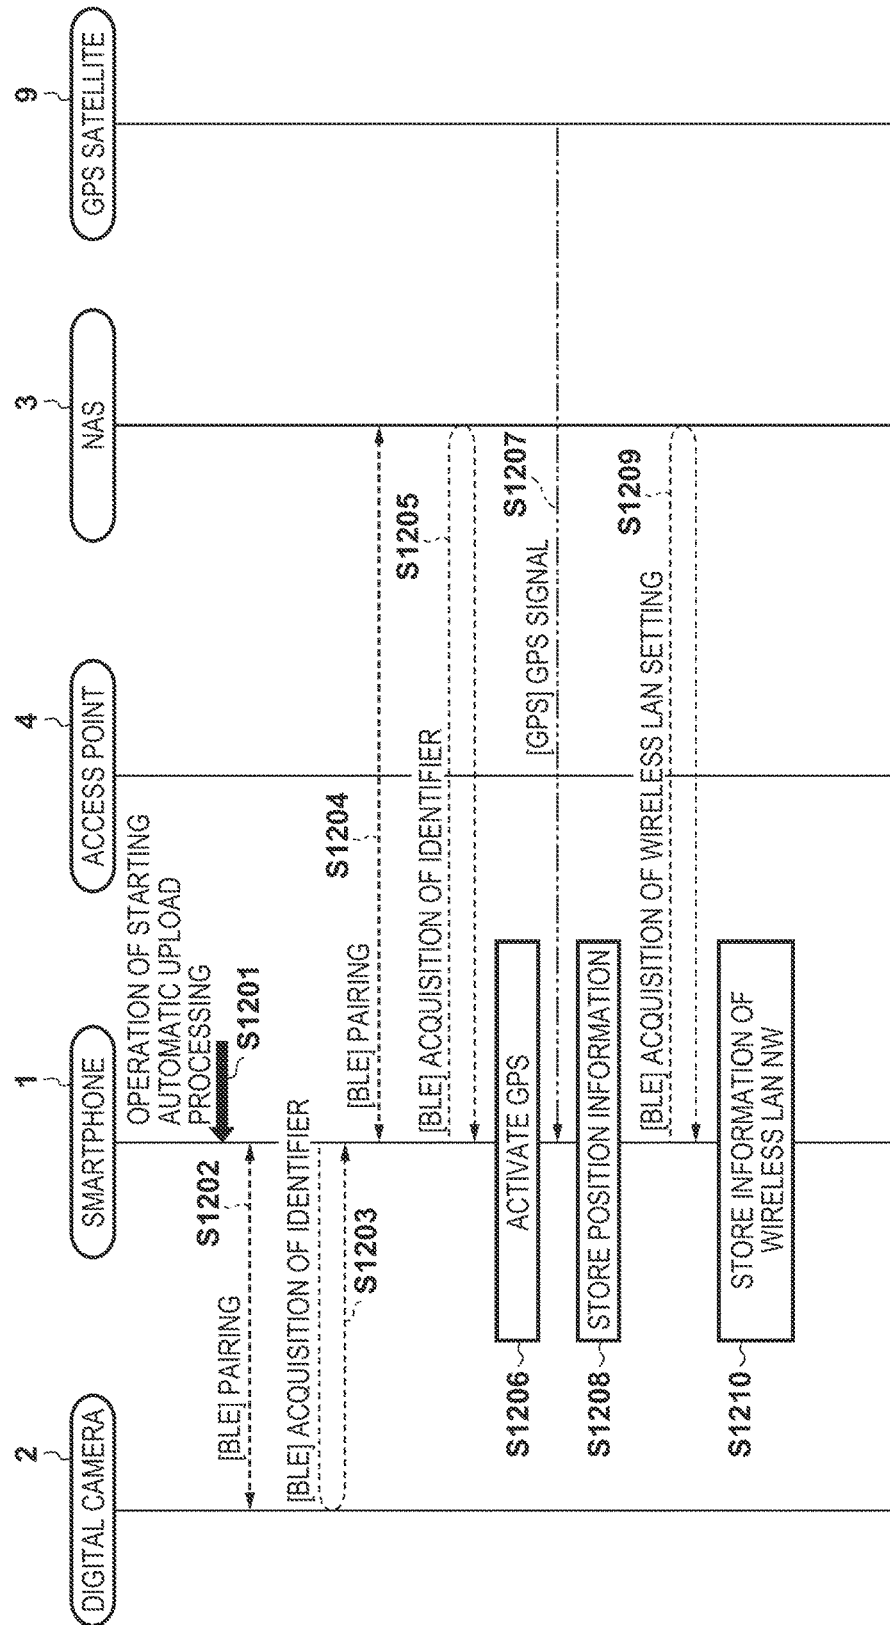 2
DIGITAL CAMERA
1
SMARTPHONE
4
ACCESS POINT
3
NAS
9
GPS SATELLITE
OPERATION OF STARTING
AUTOMATIC UPLOAD
PROCESSING
S1201
S1202
[BLE] PAIRING
[BLE] ACQUISITION OF IDENTIFIER
S1203
S1204
[BLE] PAIRING
S1205
[BLE] ACQUISITION OF IDENTIFIER
S1206
ACTIVATE GPS
S1207
[GPS] GPS SIGNAL
S1208
STORE POSITION INFORMATION
S1209
[BLE] ACQUISITION OF WIRELESS LAN SETTING
S1210
STORE INFORMATION OF
WIRELESS LAN NW